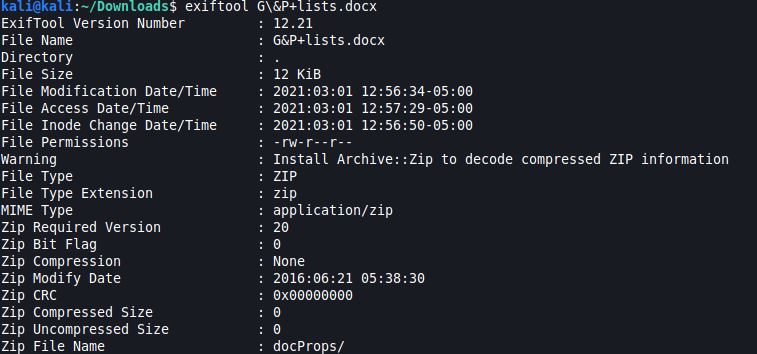 kali@kali:~/Downloads$ exiftool G\&P+lists.docx
ExifTool Version Number : 12.21
File Name : G&P+lists.docx
Directory : .
File Size : 12 KiB
File Modification Date/Time : 2021:03:01 12:56:34-05:00
File Access Date/Time : 2021:03:01 12:57:29-05:00
File Inode Change Date/Time : 2021:03:01 12:56:50-05:00
File Permissions : -rw-r--r--
Warning : Install Archive::Zip to decode compressed ZIP information
File Type : ZIP
File Type Extension : zip
MIME Type : application/zip
Zip Required Version : 20
Zip Bit Flag : 0
Zip Compression : None
Zip Modify Date : 2016:06:21 05:38:30
Zip CRC : 0x00000000
Zip Compressed Size : 0
Zip Uncompressed Size : 0
Zip File Name : docProps/